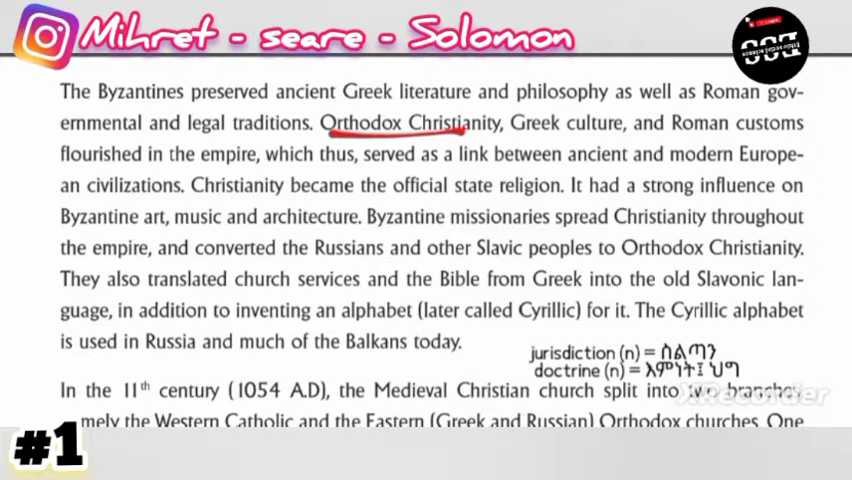 Mihret - seare - Solomon
The Byzantines preserved ancient Greek literature and philosophy as well as Roman gov-
ernmental and legal traditions. Orthodox Christianity, Greek culture, and Roman customs
flourished in the empire, which thus, served as a link between ancient and modern Europe-
an civilizations. Christianity became the official state religion. It had a strong influence on
Byzantine art, music and architecture. Byzantine missionaries spread Christianity throughout
the empire, and converted the Russians and other Slavic peoples to Orthodox Christianity.
They also translated church services and the Bible from Greek into the old Slavonic lan-
guage, in addition to inventing an alphabet (later called Cyrillic) for it. The Cyrillic alphabet
is used in Russia and much of the Balkans today.
jurisdiction (n) = ስልጣን
doctrine (n) = እምነት፤ ህግ
In the 11th century (1054 A.D), the Medieval Christian church split into two branches
XRecorder
mely the Western Catholic and the Eastern (Greek and Russian) Orthodox churches. One
#1